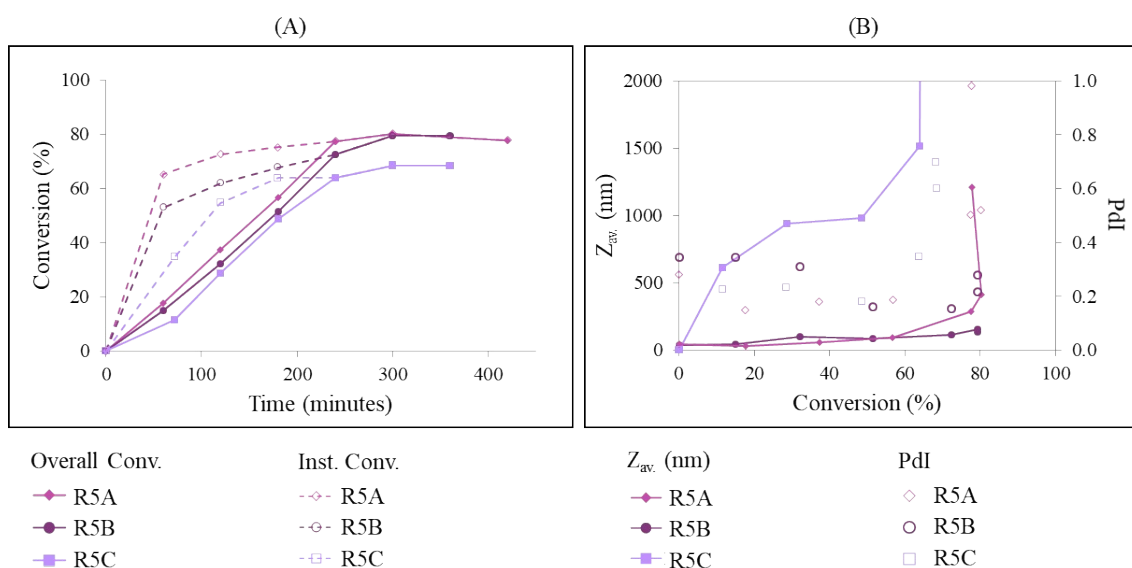 (A)
(B)
Conversion (%)
100
80
60
40
20
0
0
100
200
300
400
Time (minutes)
Z_av. (nm)
2000
1500
1000
500
0
PdI
1.0
0.8
0.6
0.4
0.2
0.0
0
20
40
60
80
100
Conversion (%)
Overall Conv.
R5A
R5B
R5C
Inst. Conv.
R5A
R5B
R5C
Z_av. (nm)
R5A
R5B
R5C
PdI
R5A
R5B
R5C